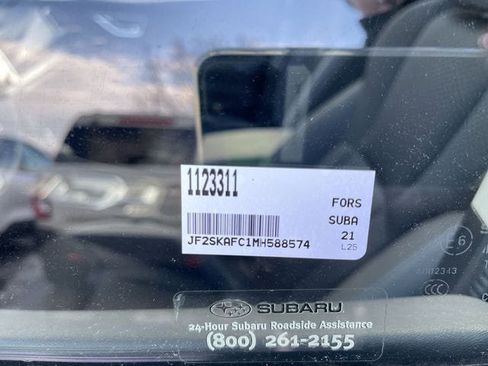 1123311
FORS
SUBA
21
L25
JF2SKAFC1MH588574
SUBARU
24-Hour Subaru Roadside Assistance
(800) 261-2155